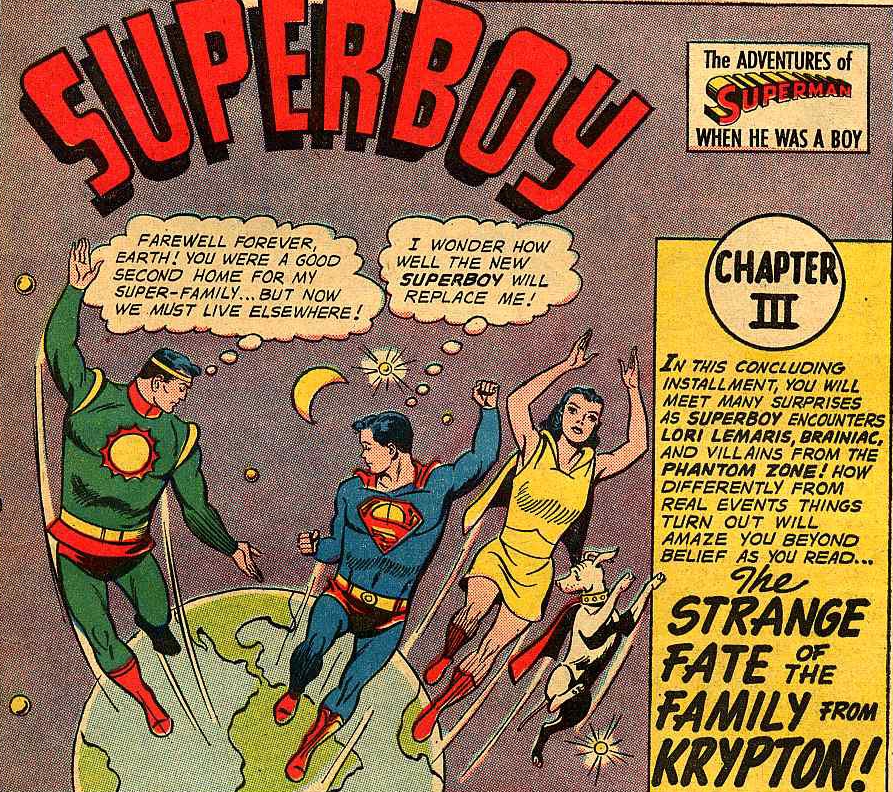 SUPERBOY
The ADVENTURES of
SUPERMAN
WHEN HE WAS A BOY
FAREWELL FOREVER,
EARTH! YOU WERE A GOOD
SECOND HOME FOR MY
SUPER-FAMILY...BUT NOW
WE MUST LIVE ELSEWHERE!
I WONDER HOW
WELL THE NEW
SUPERBOY WILL
REPLACE ME!
CHAPTER
III
IN THIS CONCLUDING
INSTALLMENT, YOU WILL
MEET MANY SURPRISES
AS SUPERBOY ENCOUNTERS
LORI LEMARIS, BRAINIAC,
AND VILLAINS FROM THE
PHANTOM ZONE! HOW
DIFFERENTLY FROM
REAL EVENTS THINGS
TURN OUT WILL
AMAZE YOU BEYOND
BELIEF AS YOU READ...
The
STRANGE
FATE OF THE
FAMILY FROM
KRYPTON!